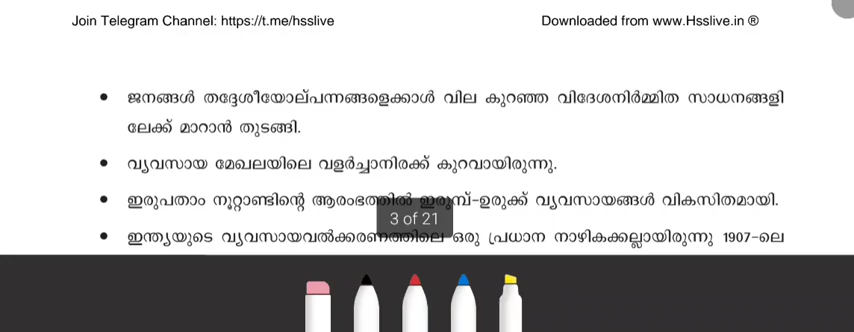 Join Telegram Channel: https://t.me/hsslive Downloaded from www.Hsslive.in ®
• ജനങ്ങൾ തദ്ദേശീയോല്പന്നങ്ങളെക്കാൾ വില കുറഞ്ഞ വിദേശനിർമ്മിത സാധനങ്ങളി
ലേക്ക് മാറാൻ തുടങ്ങി.
• വ്യവസായ മേഖലയിലെ വളർച്ചാനിരക്ക് കുറവായിരുന്നു.
• ഇരുപതാം നൂറ്റാണ്ടിന്റെ ആരംഭത്തിൽ ഇരുമ്പ്-ഉരുക്ക് വ്യവസായങ്ങൾ വികസിതമായി.
3 of 21
• ഇന്ത്യയുടെ വ്യവസായവൽക്കരണത്തിലെ ഒരു പ്രധാന നാഴികക്കല്ലായിരുന്നു 1907-ലെ